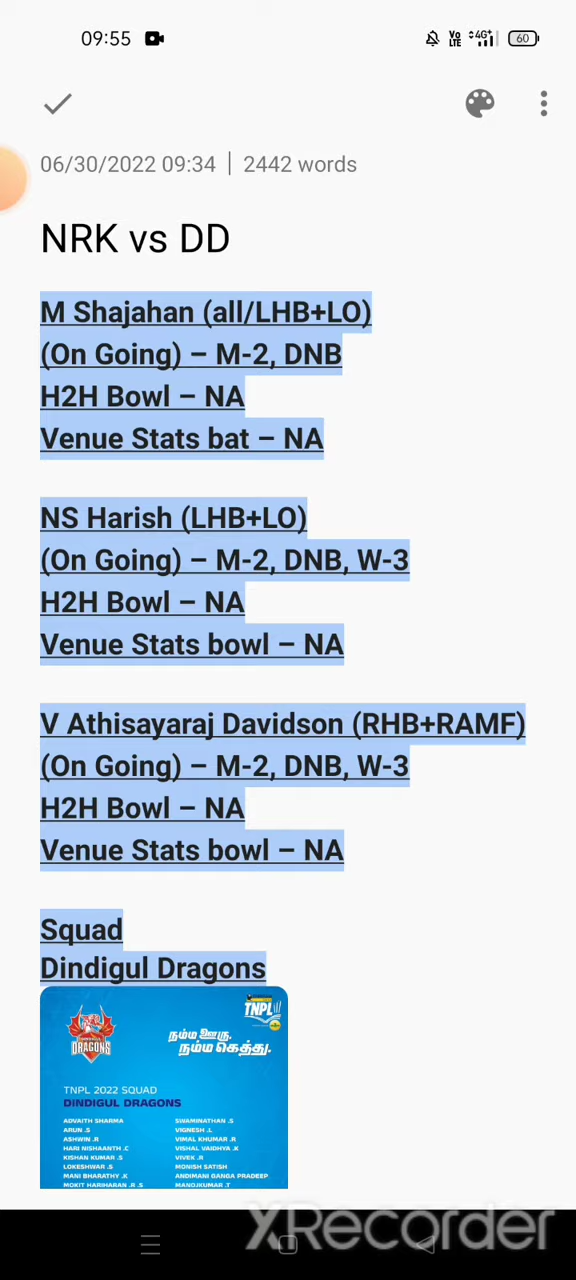 09:55
VO LTE 4G+ 60
06/30/2022 09:34 | 2442 words
NRK vs DD
M Shajahan (all/LHB+LO)
(On Going) – M-2, DNB
H2H Bowl – NA
Venue Stats bat – NA
NS Harish (LHB+LO)
(On Going) – M-2, DNB, W-3
H2H Bowl – NA
Venue Stats bowl – NA
V Athisayaraj Davidson (RHB+RAMF)
(On Going) – M-2, DNB, W-3
H2H Bowl – NA
Venue Stats bowl – NA
Squad
Dindigul Dragons
TNPL
DRAGONS
நம்ம ஊரு.
நம்ம கெத்து.
TNPL 2022 SQUAD
DINDIGUL DRAGONS
ADVAITH SHARMA
ARUN .S
ASHWIN .R
HARI NISHAANTH .C
KISHAN KUMAR .S
LOKESHWAR .S
MANI BHARATHY .K
MOKIT HARIHARAN .R .S
SWAMINATHAN .S
VIGNESH .L
VIMAL KHUMAR .R
VISHAL VAIDHYA .K
VIVEK .R
MONISH SATISH
ANDIMANI GANGA PRADEEP
MANOJKUMAR .T
XRecorder